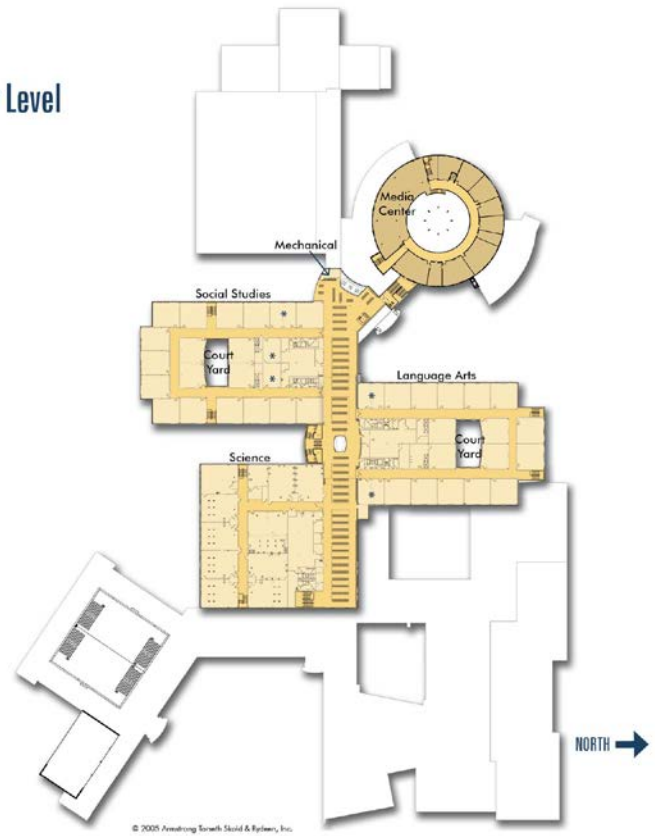 Level
Media
Center
Mechanical
Social Studies
Court
Yard
Language Arts
Court
Yard
Science
NORTH
© 2005 Armstrong Torseth Skold & Rydeen, Inc.